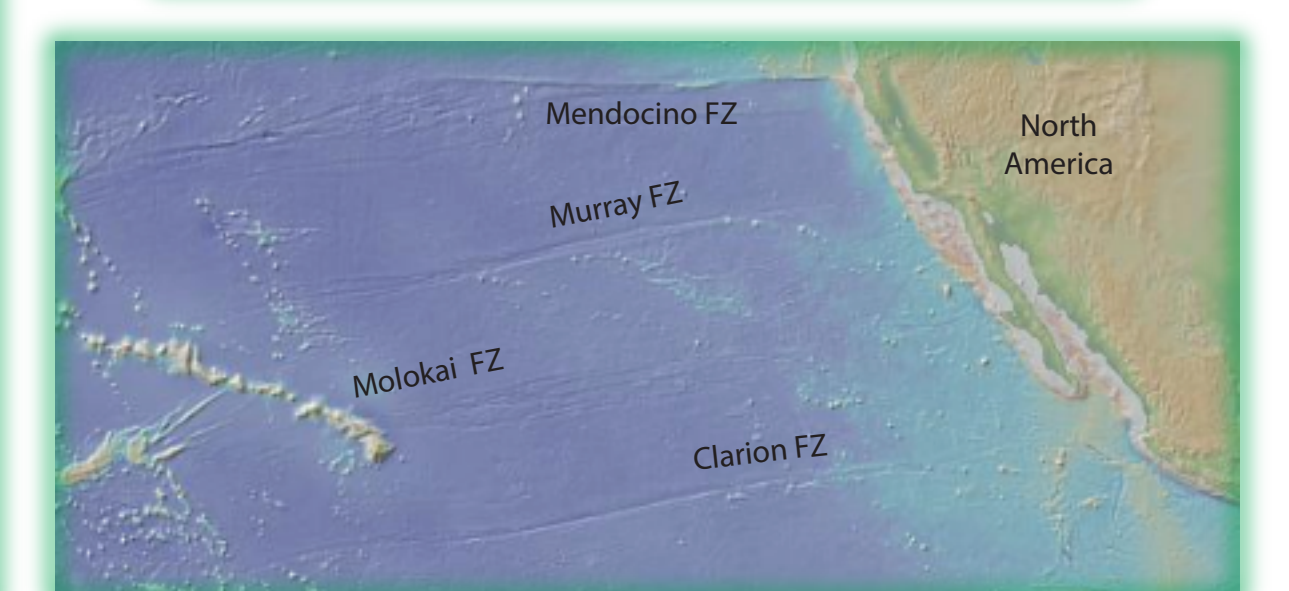 Mendocino FZ
North
America
Murray FZ
Molokai FZ
Clarion FZ